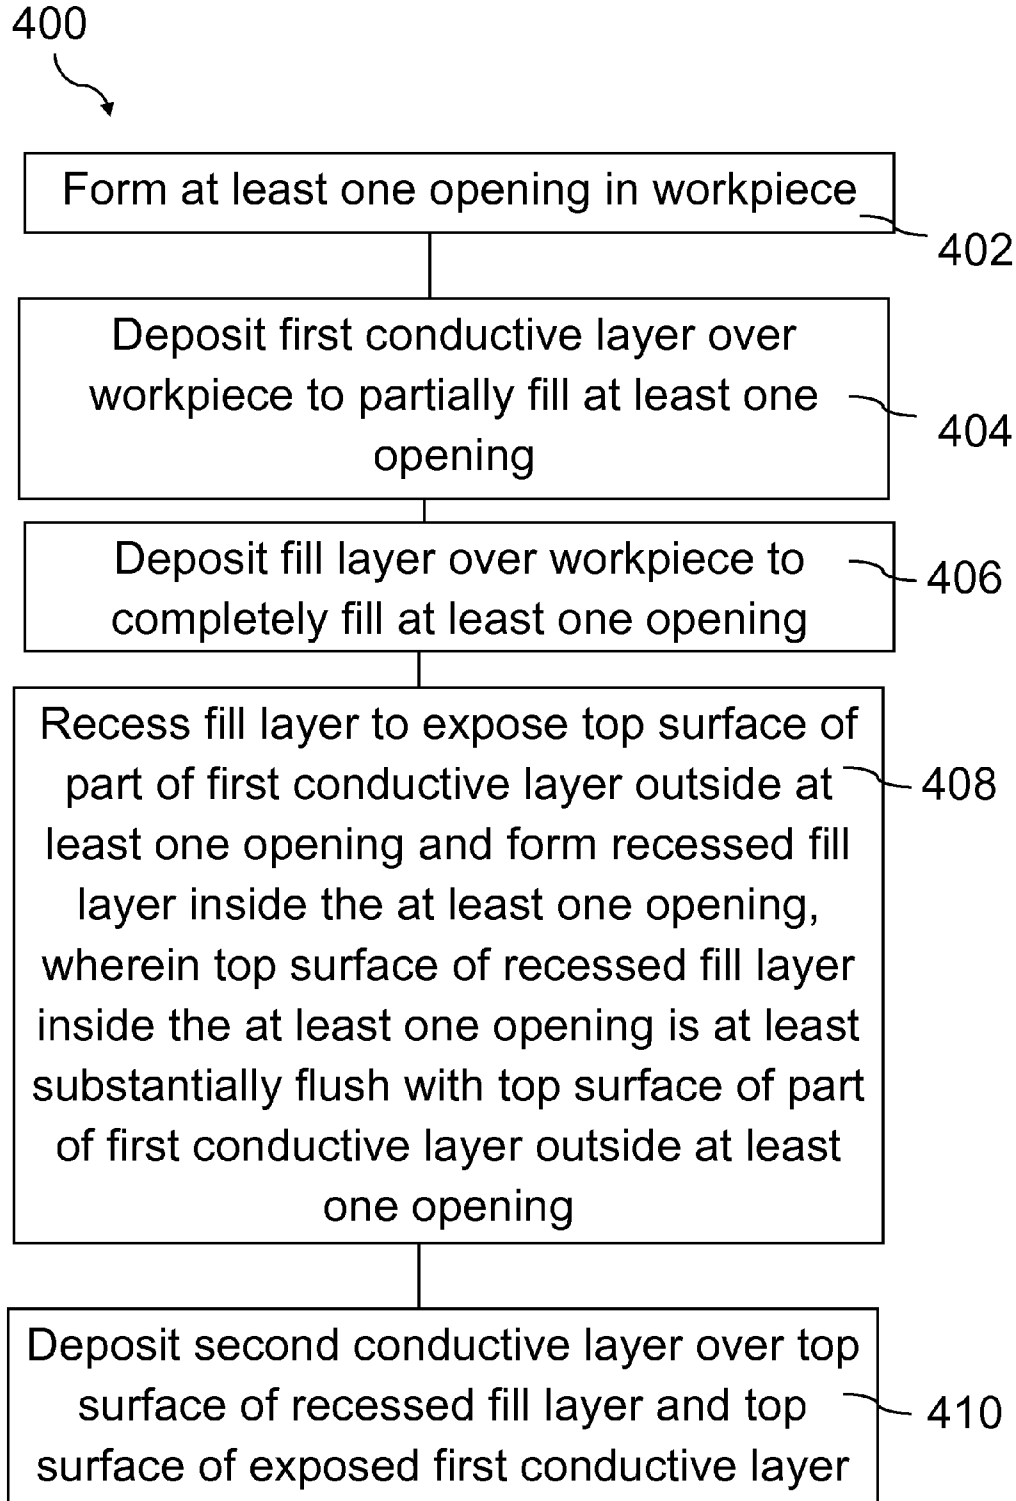 400
Form at least one opening in workpiece
402
Deposit first conductive layer over
workpiece to partially fill at least one
opening
404
Deposit fill layer over workpiece to
completely fill at least one opening
406
Recess fill layer to expose top surface of
part of first conductive layer outside at
least one opening and form recessed fill
layer inside the at least one opening,
wherein top surface of recessed fill layer
inside the at least one opening is at least
substantially flush with top surface of part
of first conductive layer outside at least
one opening
408
Deposit second conductive layer over top
surface of recessed fill layer and top
surface of exposed first conductive layer
410